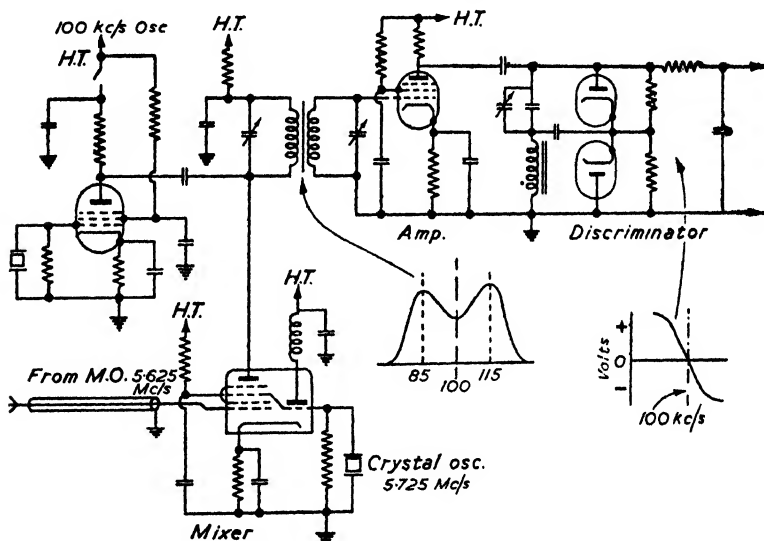 100 kc/s Osc
H.T.
H.T.
H.T.
Amp.
Discriminator
H.T.
H.T.
From M.O. 5·625
Mc/s
85
100
115
+
Volts
0
-
100 kc/s
Crystal osc.
5·725 Mc/s
Mixer